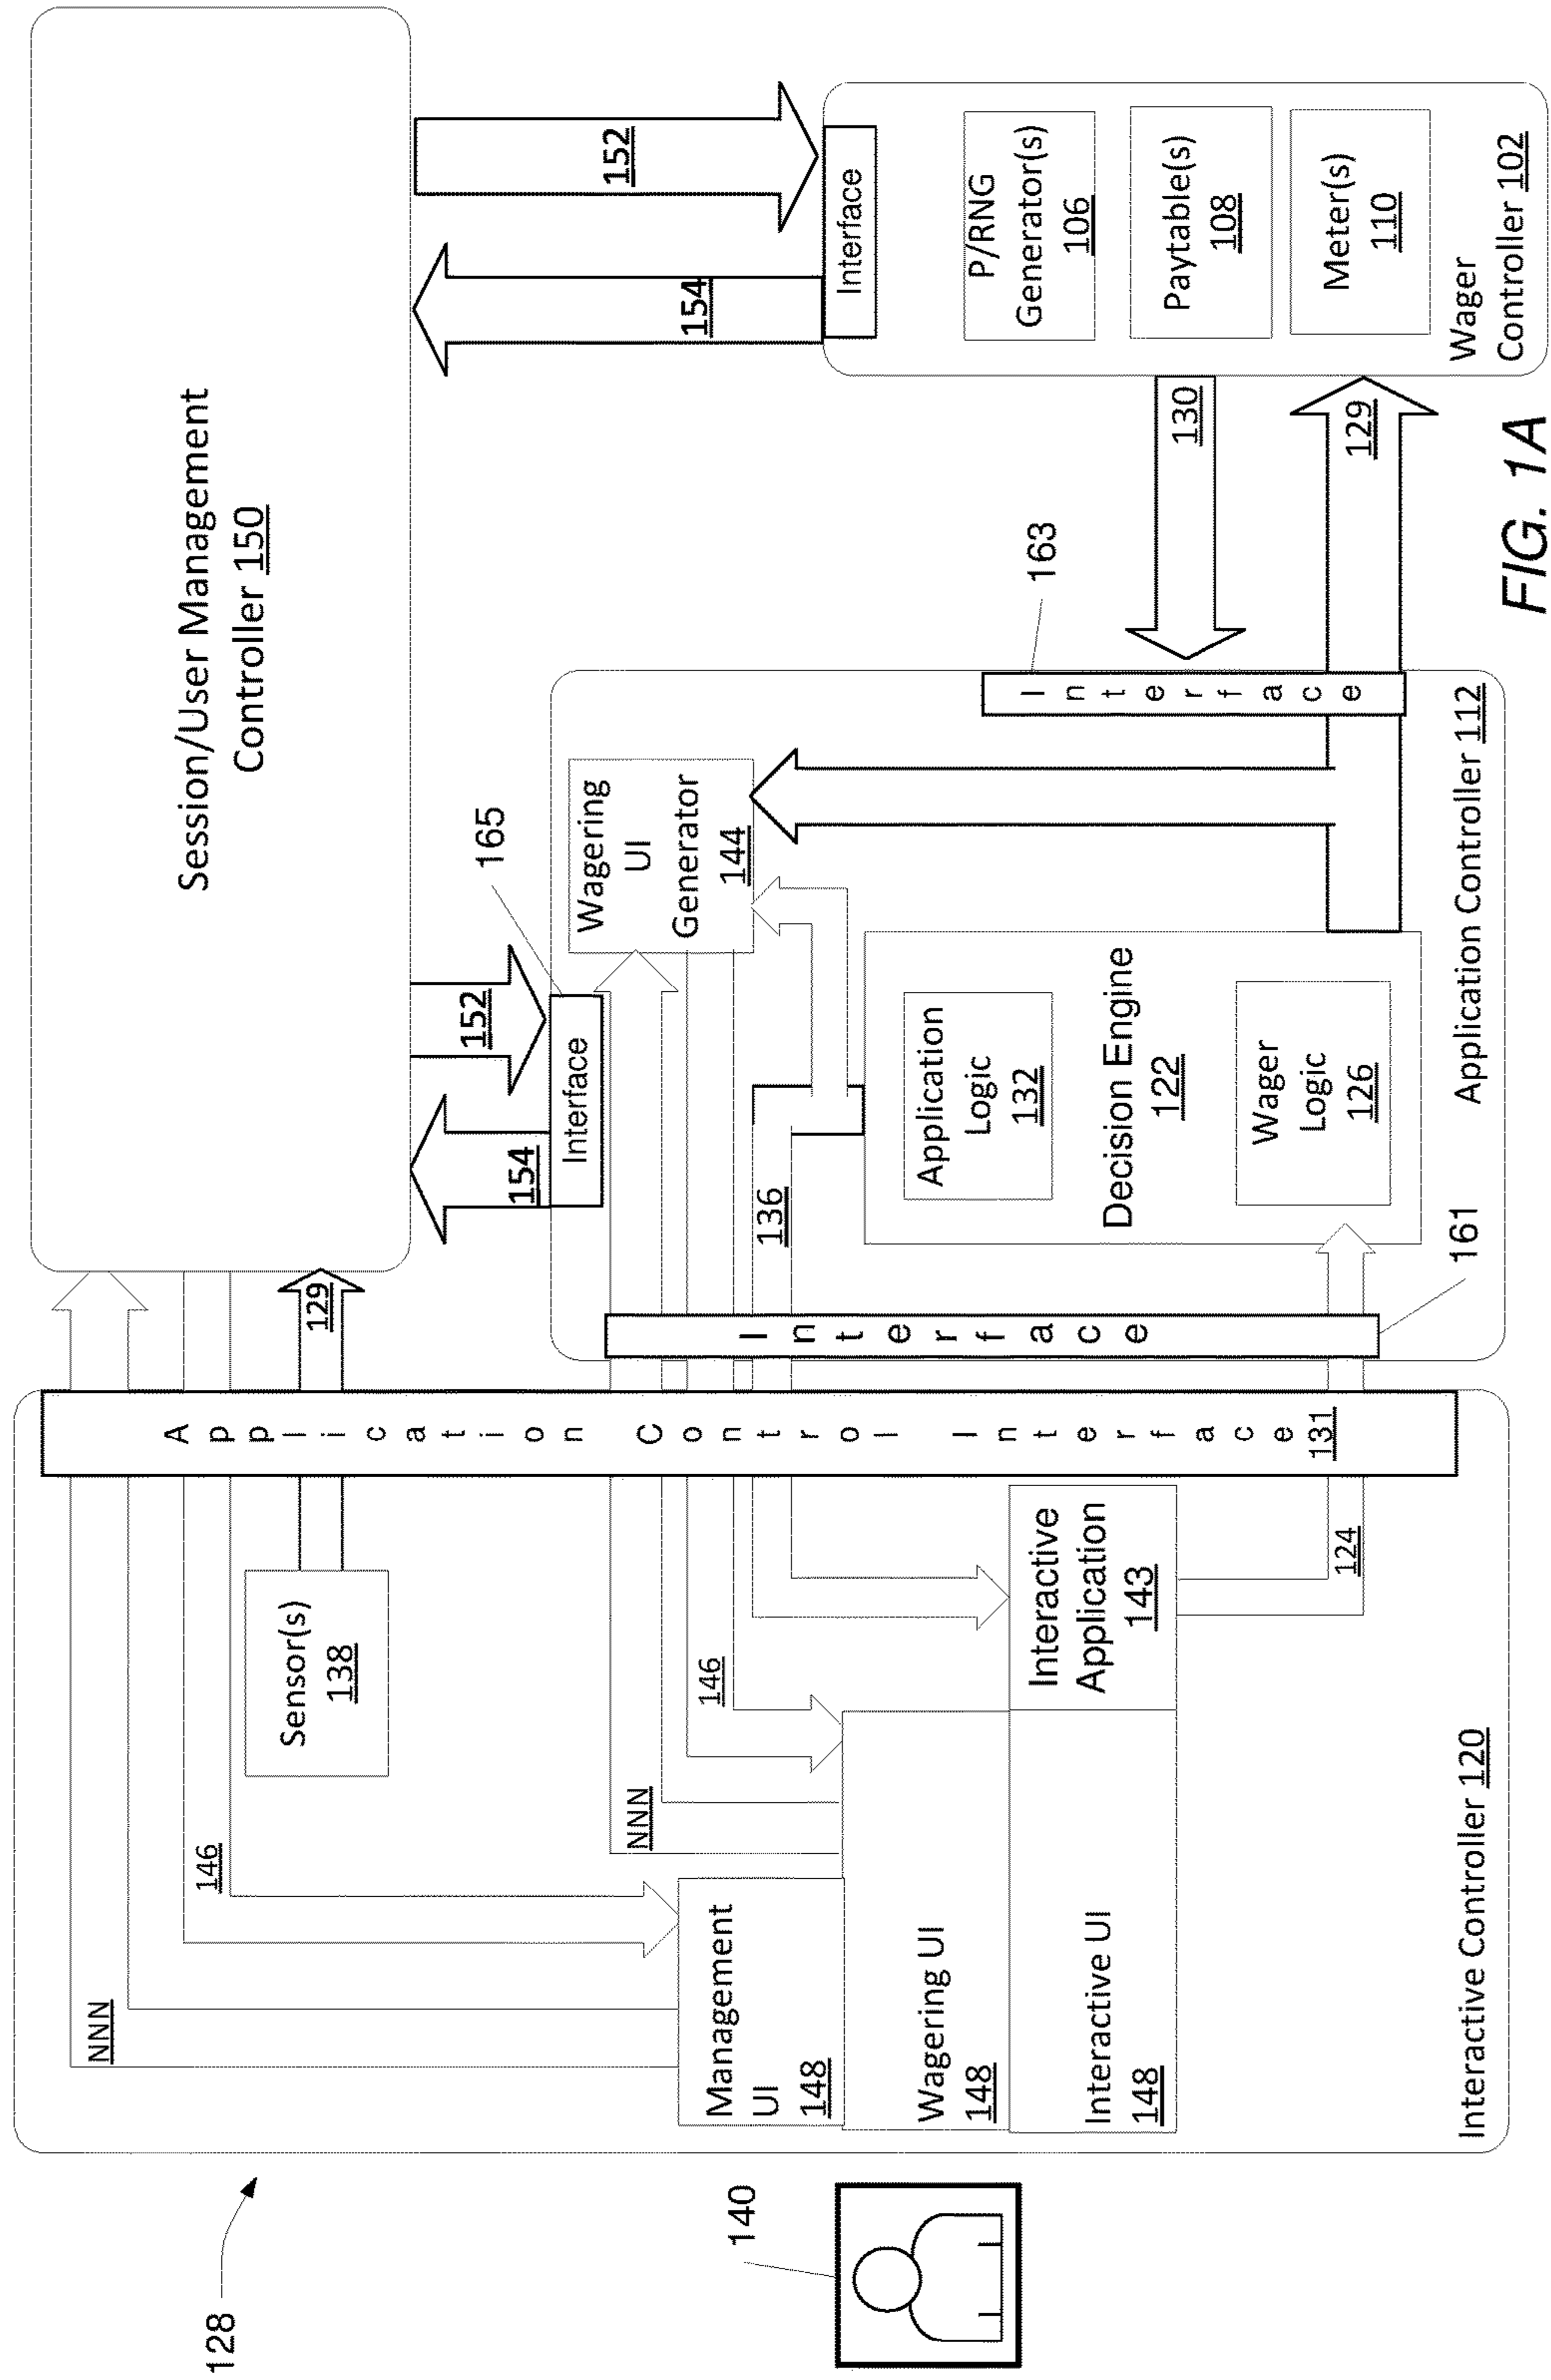 128
140
Session/User Management
Controller 150
NNN
146
Sensor(s)
138
129
Application Control Interface
131
154
152
165
Interface
154
152
Interface
Management
UI
148
NNN
146
136
Wagering
UI
Generator
144
Wagering UI
148
Interactive UI
148
Interactive
Application
143
124
Interface
161
Application
Logic
132
Decision Engine
122
Wager
Logic
126
Interface
163
130
129
P/RNG
Generator(s)
106
Paytable(s)
108
Meter(s)
110
Wager
Controller 102
Interactive Controller 120
Application Controller 112
FIG. 1A